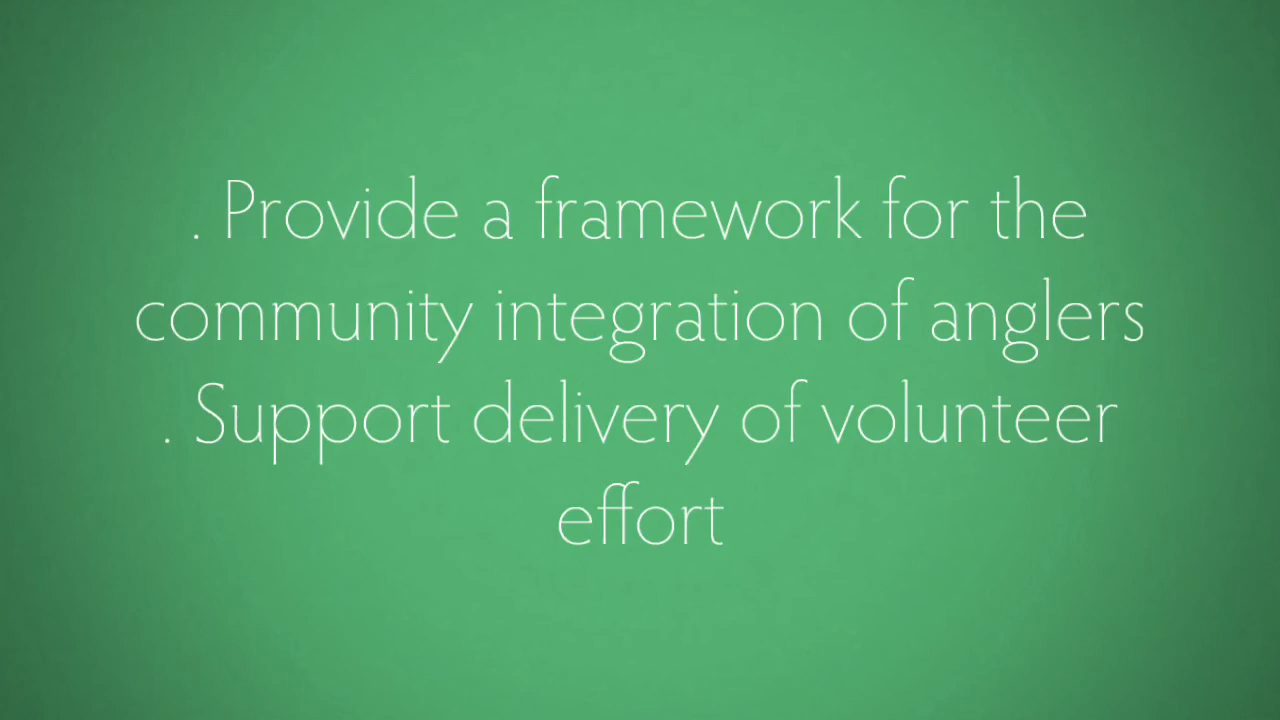 . Provide a framework for the
community integration of anglers
. Support delivery of volunteer
effort